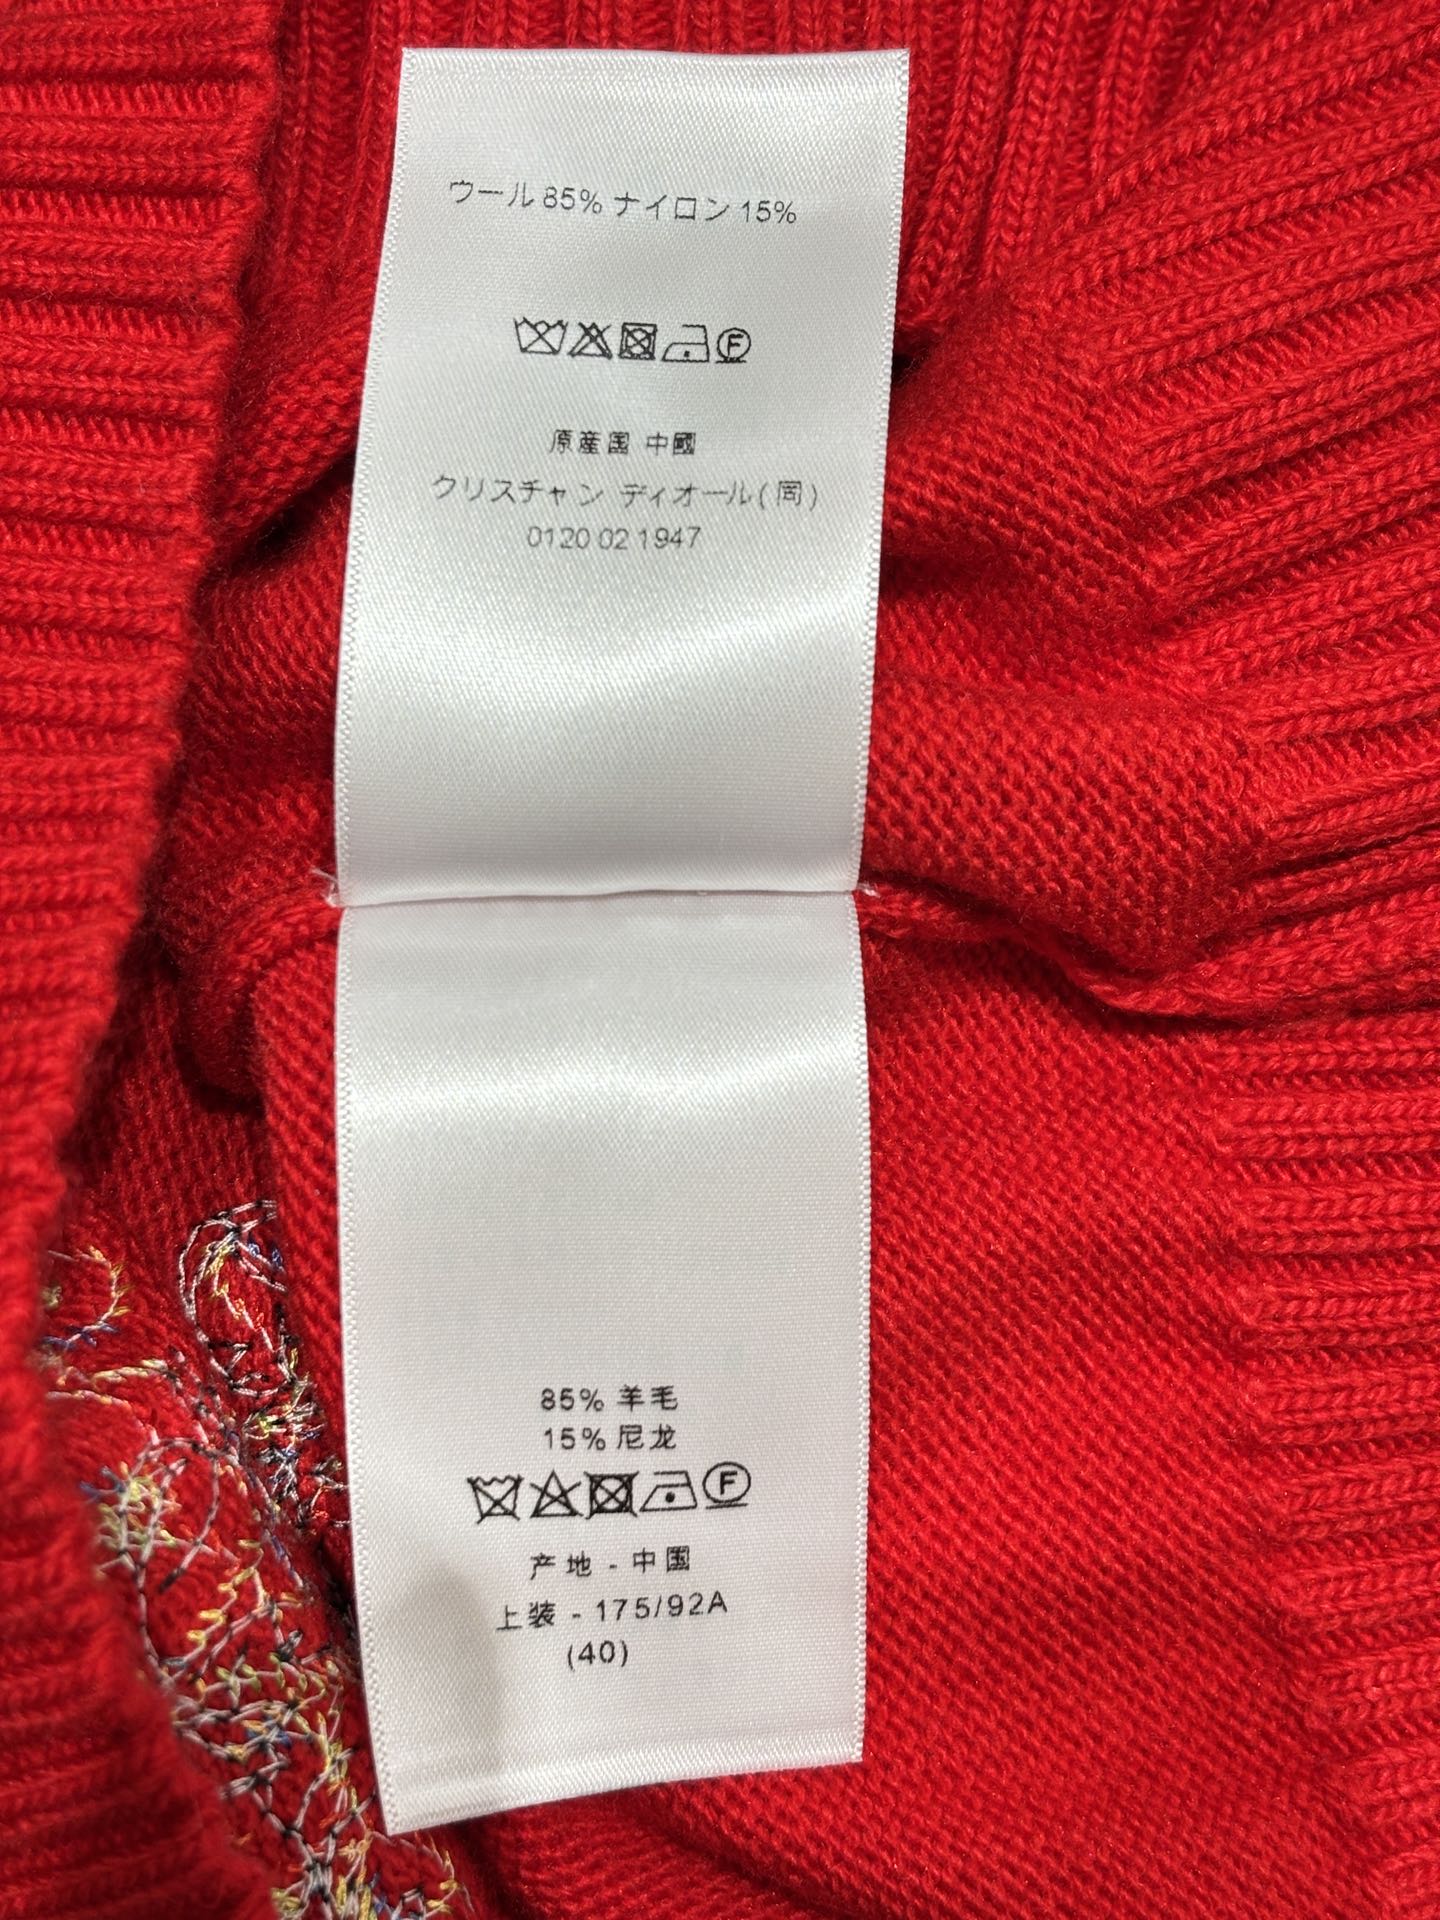 ウール 85% ナイロン 15%
F
原産国 中國
クリスチャン ディオール(同)
0120 02 1947
85% 羊毛
15% 尼龙
F
产地 - 中国
上装 - 175/92A
(40)